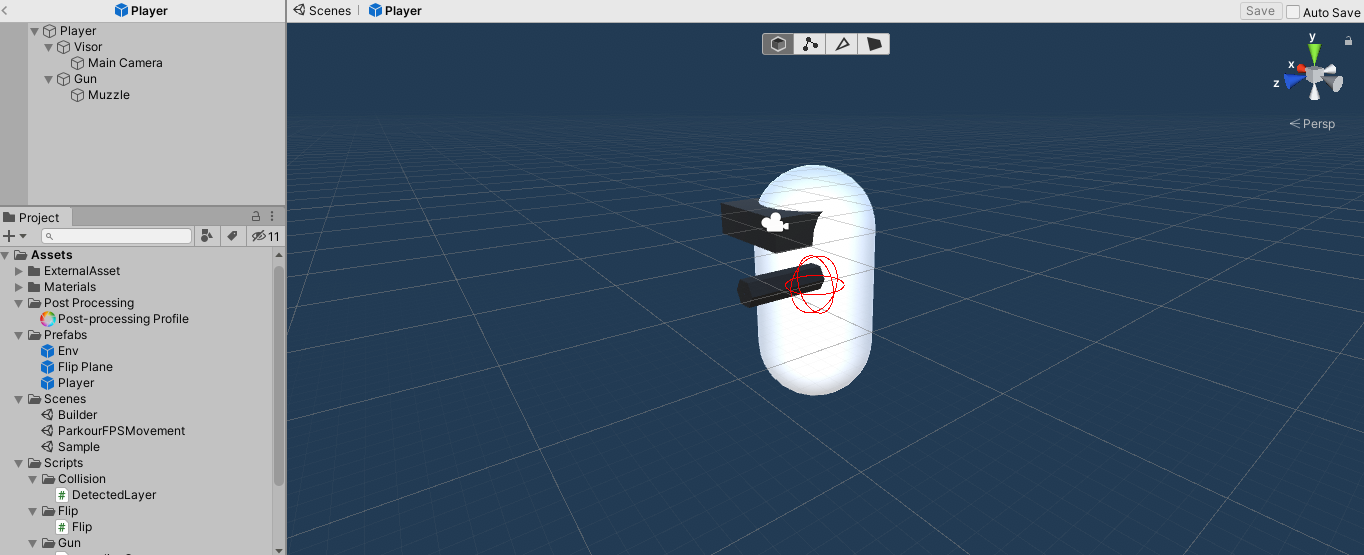 Player
Player
Visor
Main Camera
Gun
Muzzle
Project
11
Assets
ExternalAsset
Materials
Post Processing
Post-processing Profile
Prefabs
Env
Flip Plane
Player
Scenes
Builder
ParkourFPSMovement
Sample
Scripts
Collision
# DetectedLayer
Flip
# Flip
Gun
Scenes | Player
Save Auto Save
y
x
z
Persp